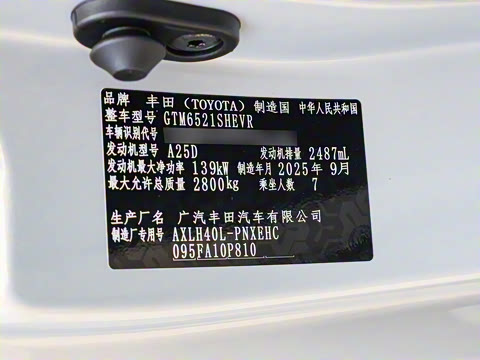 品牌 丰田（TOYOTA） 制造国 中华人民共和国
整车型号 GTM6521SHEVR
车辆识别代号
发动机型号 A25D 发动机排量 2487mL
发动机最大净功率 139kW 制造年月 2025年9月
最大允许总质量 2800kg 乘坐人数 7
生产厂名 广汽丰田汽车有限公司
制造厂专用号 AXLH40L-PNXEHC
095FA10P810